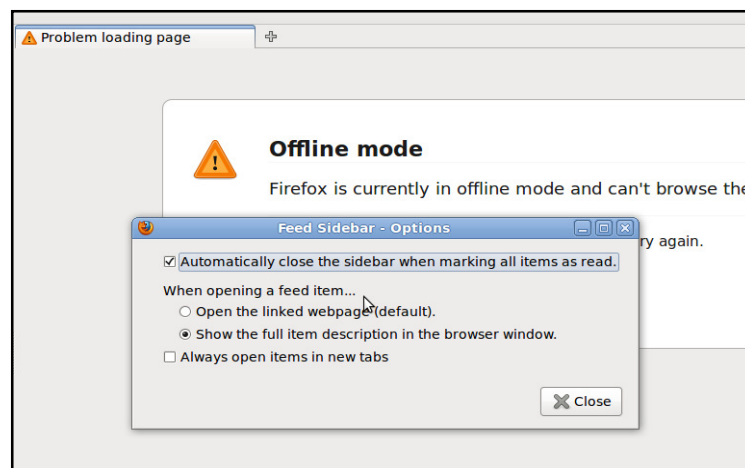 Problem loading page
Offline mode
Firefox is currently in offline mode and can't browse the
Feed Sidebar - Options
ry again.
Automatically close the sidebar when marking all items as read.
When opening a feed item...
Open the linked webpage (default).
Show the full item description in the browser window.
Always open items in new tabs
Close